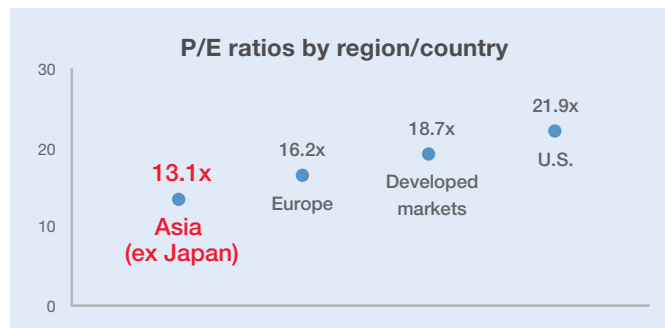 P/E ratios by region/country
30
20
10
0
13.1x
Asia
(ex Japan)
16.2x
Europe
18.7x
Developed
markets
21.9x
U.S.